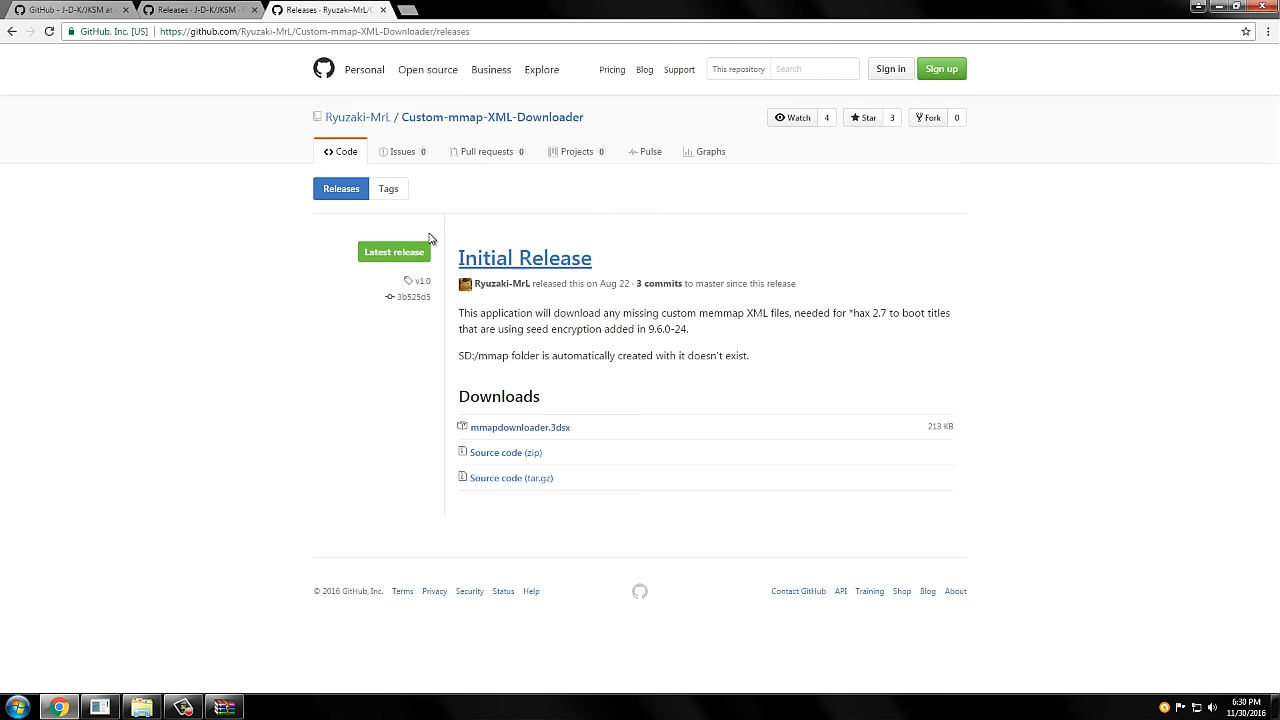 GitHub - J-D-K/JKSM at
Releases - J-D-K/JKSM ·
Releases · Ryuzaki-MrL/C
GitHub, Inc. [US] https://github.com/Ryuzaki-MrL/Custom-mmap-XML-Downloader/releases
Personal Open source Business Explore Pricing Blog Support This repository Search Sign in Sign up
Ryuzaki-MrL / Custom-mmap-XML-Downloader Watch 4 Star 3 Fork 0
Code Issues 0 Pull requests 0 Projects 0 Pulse Graphs
Releases Tags
Latest release
v1.0
3b525d5
Initial Release
Ryuzaki-MrL released this on Aug 22 · 3 commits to master since this release
This application will download any missing custom memmap XML files, needed for *hax 2.7 to boot titles
that are using seed encryption added in 9.6.0-24.
SD:/mmap folder is automatically created with it doesn't exist.
Downloads
mmapdownloader.3dsx 213 KB
Source code (zip)
Source code (tar.gz)
© 2016 GitHub, Inc. Terms Privacy Security Status Help Contact GitHub API Training Shop Blog About
6:30 PM
11/30/2016